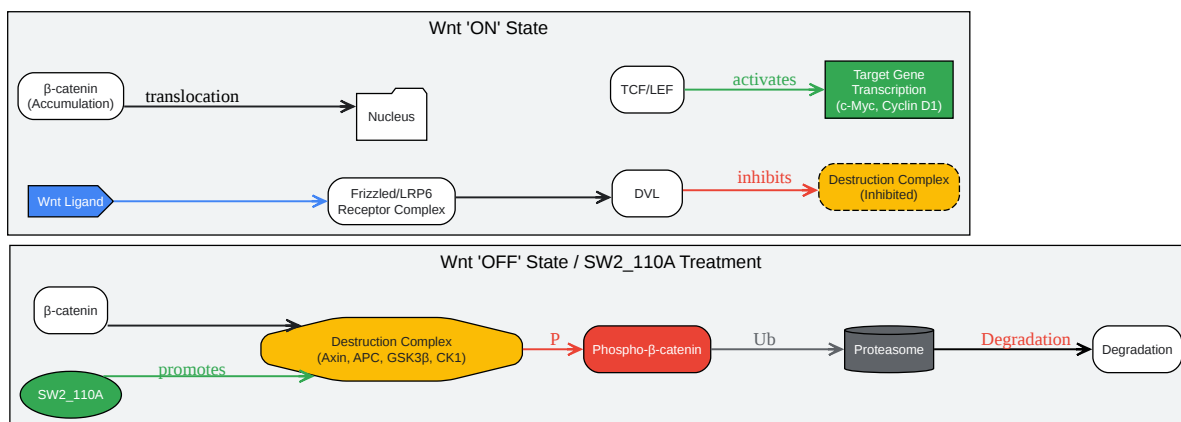 Wnt 'ON' State
β-catenin
(Accumulation)
translocation
Nucleus
TCF/LEF
activates
Target Gene
Transcription
(c-Myc, Cyclin D1)
Wnt Ligand
Frizzled/LRP6
Receptor Complex
DVL
inhibits
Destruction Complex
(Inhibited)
Wnt 'OFF' State / SW2_110A Treatment
β-catenin
SW2_110A
promotes
Destruction Complex
(Axin, APC, GSK3β, CK1)
P
Phospho-β-catenin
Ub
Proteasome
Degradation
Degradation